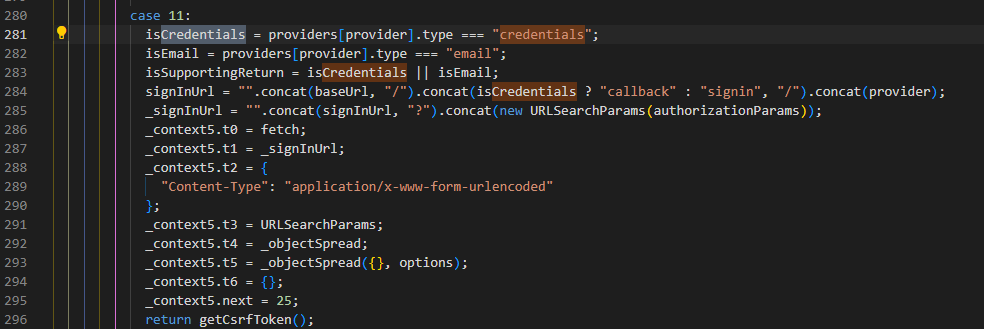 280 case 11:
281 isCredentials = providers[provider].type === "credentials";
282 isEmail = providers[provider].type === "email";
283 isSupportingReturn = isCredentials || isEmail;
284 signInUrl = "".concat(baseUrl, "/").concat(isCredentials ? "callback" : "signin", "/").concat(provider);
285 _signInUrl = "".concat(signInUrl, "?").concat(new URLSearchParams(authorizationParams));
286 _context5.t0 = fetch;
287 _context5.t1 = _signInUrl;
288 _context5.t2 = {
289 "Content-Type": "application/x-www-form-urlencoded"
290 };
291 _context5.t3 = URLSearchParams;
292 _context5.t4 = _objectSpread;
293 _context5.t5 = _objectSpread({}, options);
294 _context5.t6 = {};
295 _context5.next = 25;
296 return getCsrfToken();